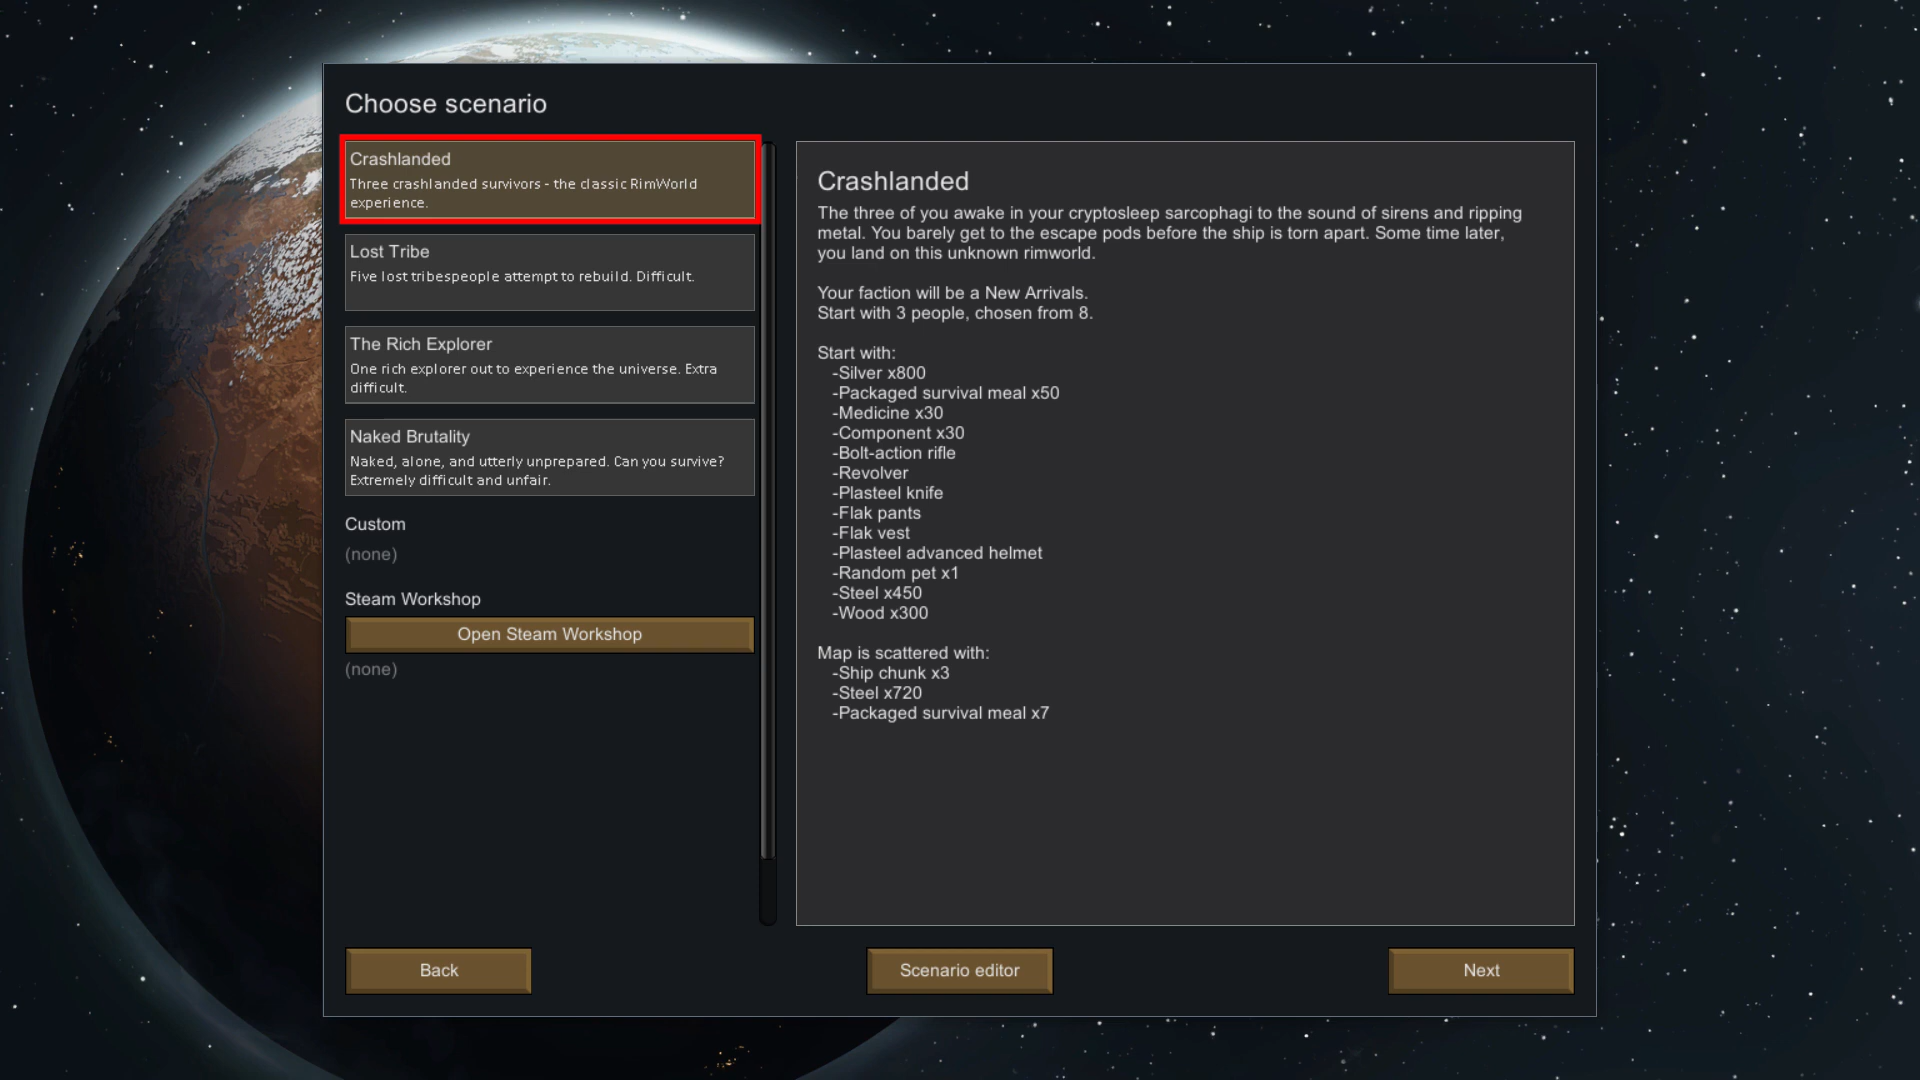 Choose scenario
Crashlanded
Three crashlanded survivors - the classic RimWorld
experience.
Lost Tribe
Five lost tribespeople attempt to rebuild. Difficult.
The Rich Explorer
One rich explorer out to experience the universe. Extra
difficult.
Naked Brutality
Naked, alone, and utterly unprepared. Can you survive?
Extremely difficult and unfair.
Custom
(none)
Steam Workshop
Open Steam Workshop
(none)
Crashlanded
The three of you awake in your cryptosleep sarcophagi to the sound of sirens and ripping
metal. You barely get to the escape pods before the ship is torn apart. Some time later,
you land on this unknown rimworld.
Your faction will be a New Arrivals.
Start with 3 people, chosen from 8.
Start with:
-Silver x800
-Packaged survival meal x50
-Medicine x30
-Component x30
-Bolt-action rifle
-Revolver
-Plasteel knife
-Flak pants
-Flak vest
-Plasteel advanced helmet
-Random pet x1
-Steel x450
-Wood x300
Map is scattered with:
-Ship chunk x3
-Steel x720
-Packaged survival meal x7
Back
Scenario editor
Next